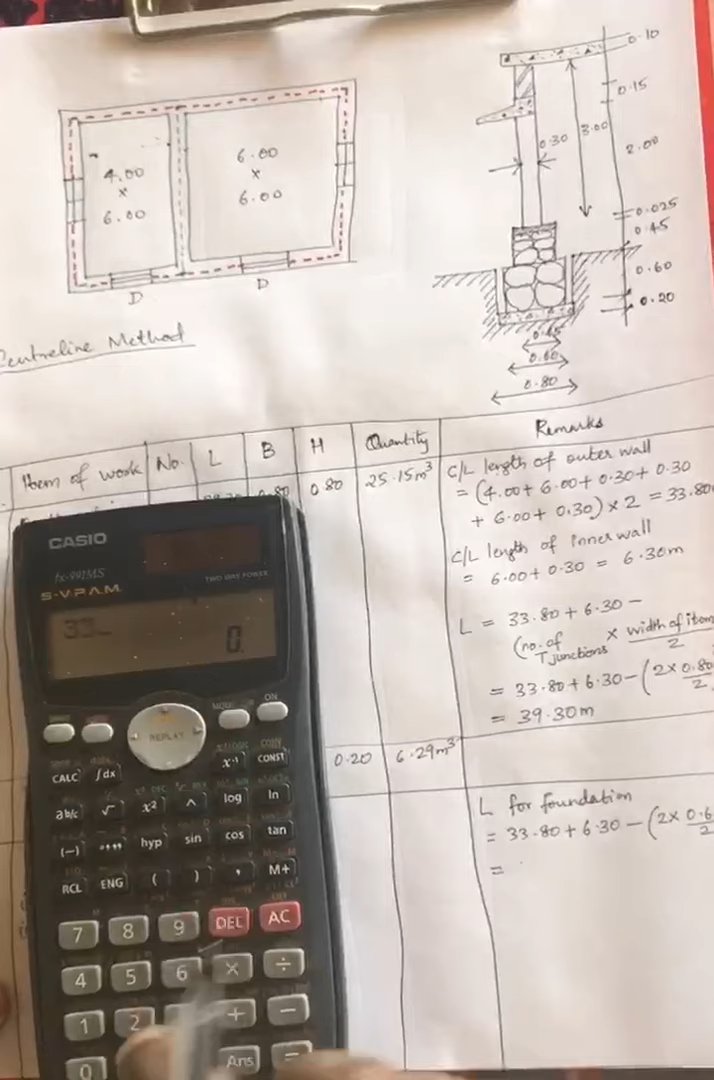 0.10
0.15
0.30
3.00
2.00
0.025
0.45
0.60
0.20
0.45
0.60
0.80
4.00
x
6.00
6.00
x
6.00
D
D
Centreline Method
Item of work No. L B H Quantity Remarks
0.80 25.15m³
C/L length of outer wall
= (4.00+6.00+0.30+0.30
+ 6.00+0.30)×2 = 33.80
C/L length of inner wall
= 6.00+0.30 = 6.30m
L = 33.80+6.30 −
(no. of T junctions × width of item
2
= 33.80+6.30−(2×0.80
2
= 39.30m
0.20 6.29m³
L for foundation
= 33.80+6.30−(2×0.6
2
=
CASIO
fx-991MS
TWO WAY POWER
S-V.P.A.M.
33
0.
MODE
ON
REPLAY
CALC ∫dx x⁻¹ CONST
ab/c √ x² ^ log ln
(−) °,,, hyp sin cos tan
RCL ENG ( ) , M+
7 8 9 DEL AC
4 5 6 × ÷
1 2 + −
0 Ans =